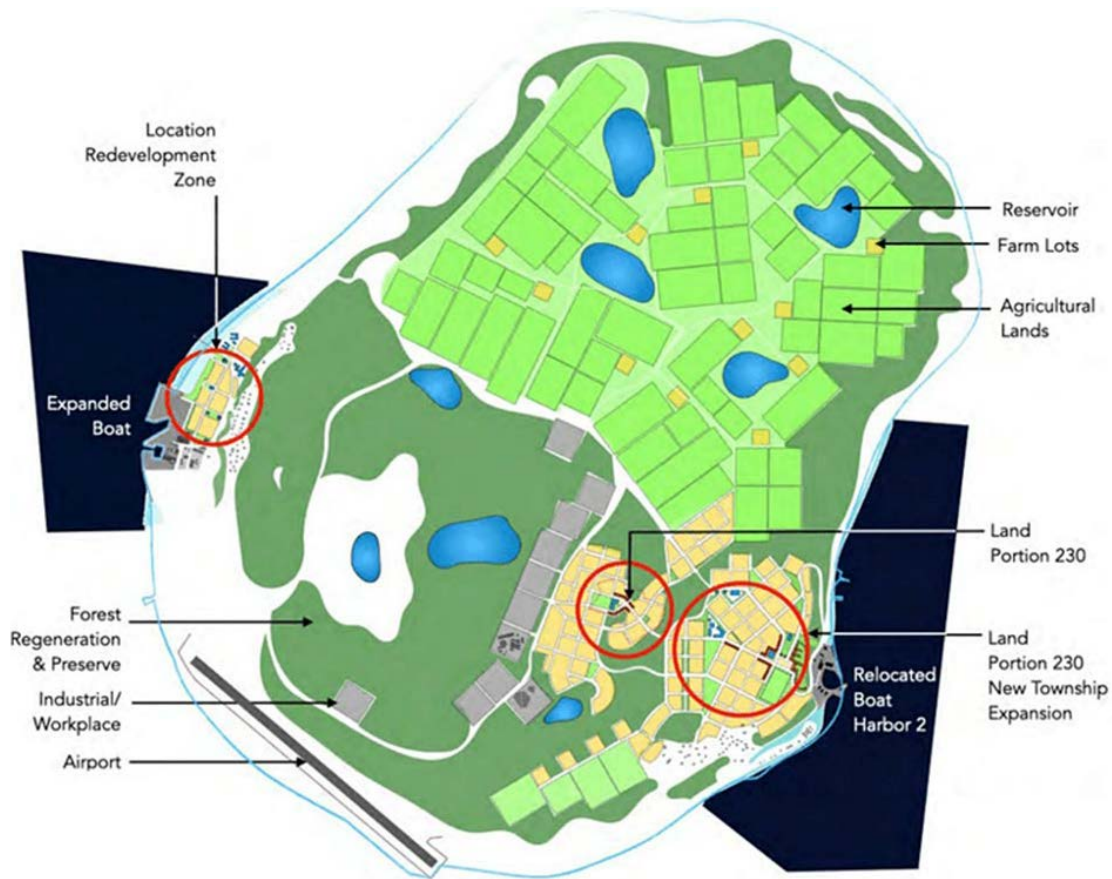 Location
Redevelopment
Zone
Reservoir
Farm Lots
Agricultural
Lands
Expanded
Boat
Land
Portion 230
Forest
Regeneration
& Preserve
Industrial/
Workplace
Airport
Land
Portion 230
New Township
Expansion
Relocated
Boat
Harbor 2